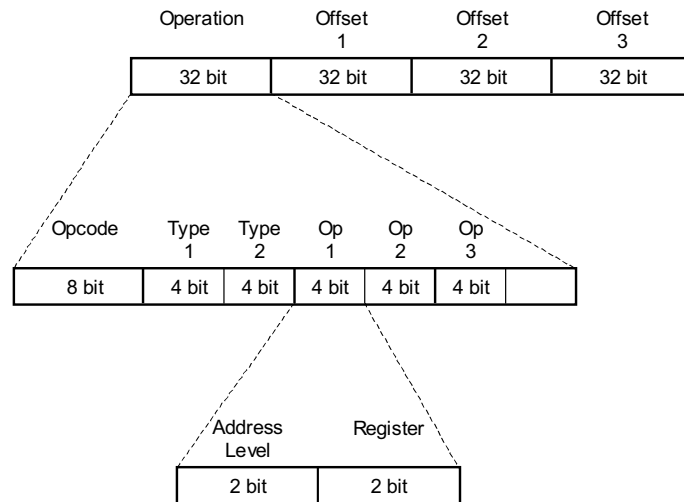 Operation Offset Offset Offset
1 2 3
32 bit 32 bit 32 bit 32 bit
Opcode Type Type Op Op Op
1 2 1 2 3
8 bit 4 bit 4 bit 4 bit 4 bit 4 bit
Address Register
Level
2 bit 2 bit